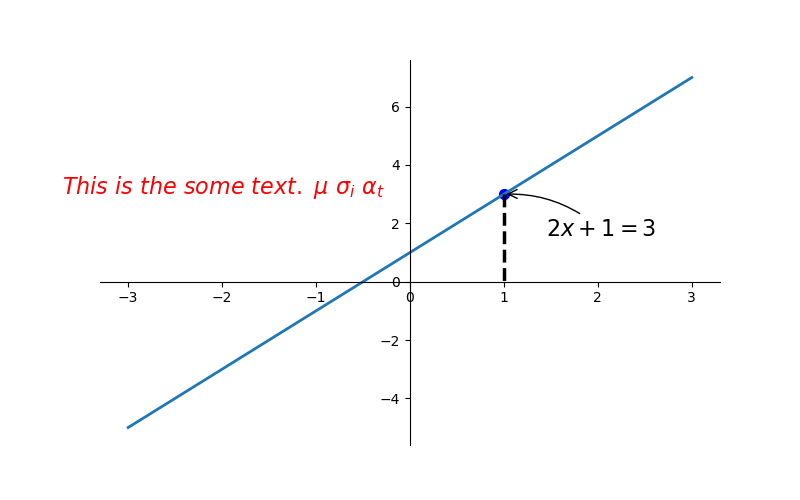 6
4
This is the some text. μ σᵢ αₜ
2
2x + 1 = 3
0
−3 −2 −1 0 1 2 3
−2
−4